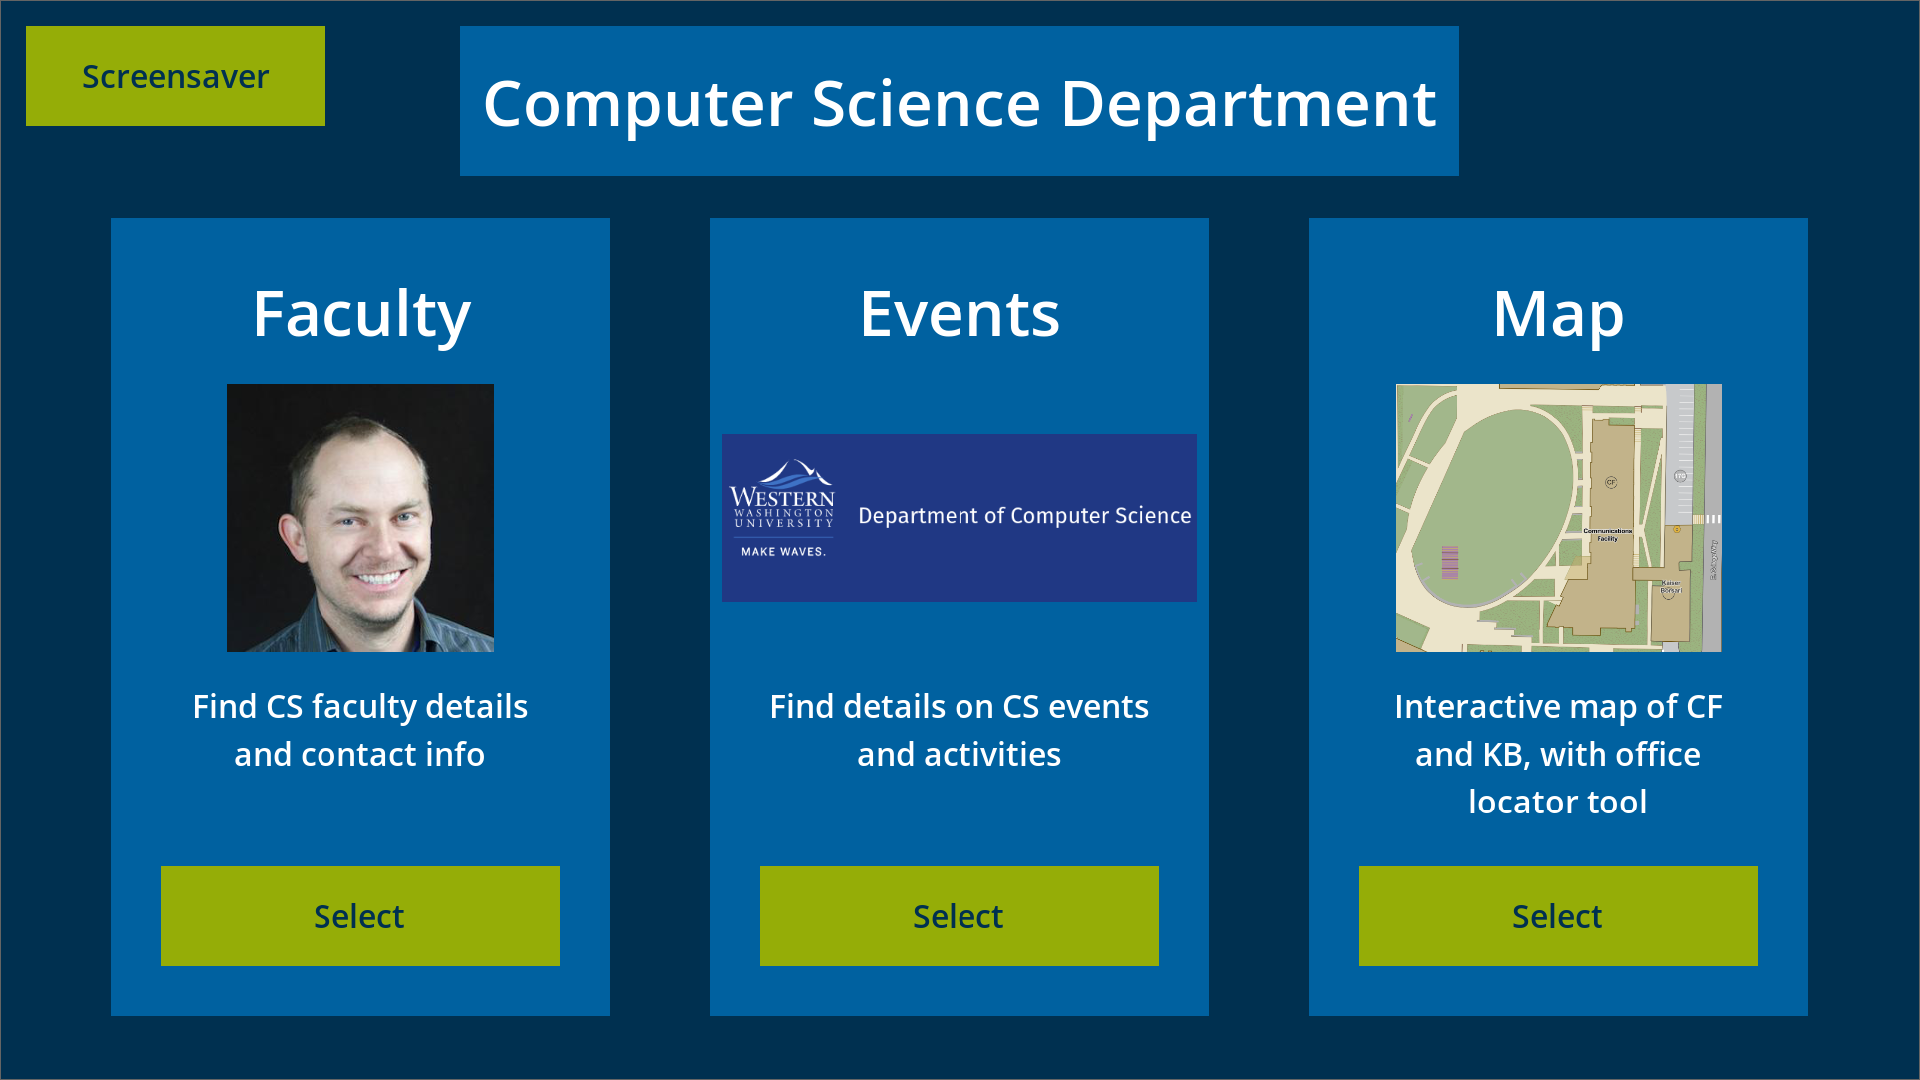 Screensaver
Computer Science Department
Faculty
Find CS faculty details
and contact info
Select
Events
WESTERN
WASHINGTON
UNIVERSITY
MAKE WAVES.
Department of Computer Science
Find details on CS events
and activities
Select
Map
CF
Communications
Facility
Kaiser
Borsari
Interactive map of CF
and KB, with office
locator tool
Select